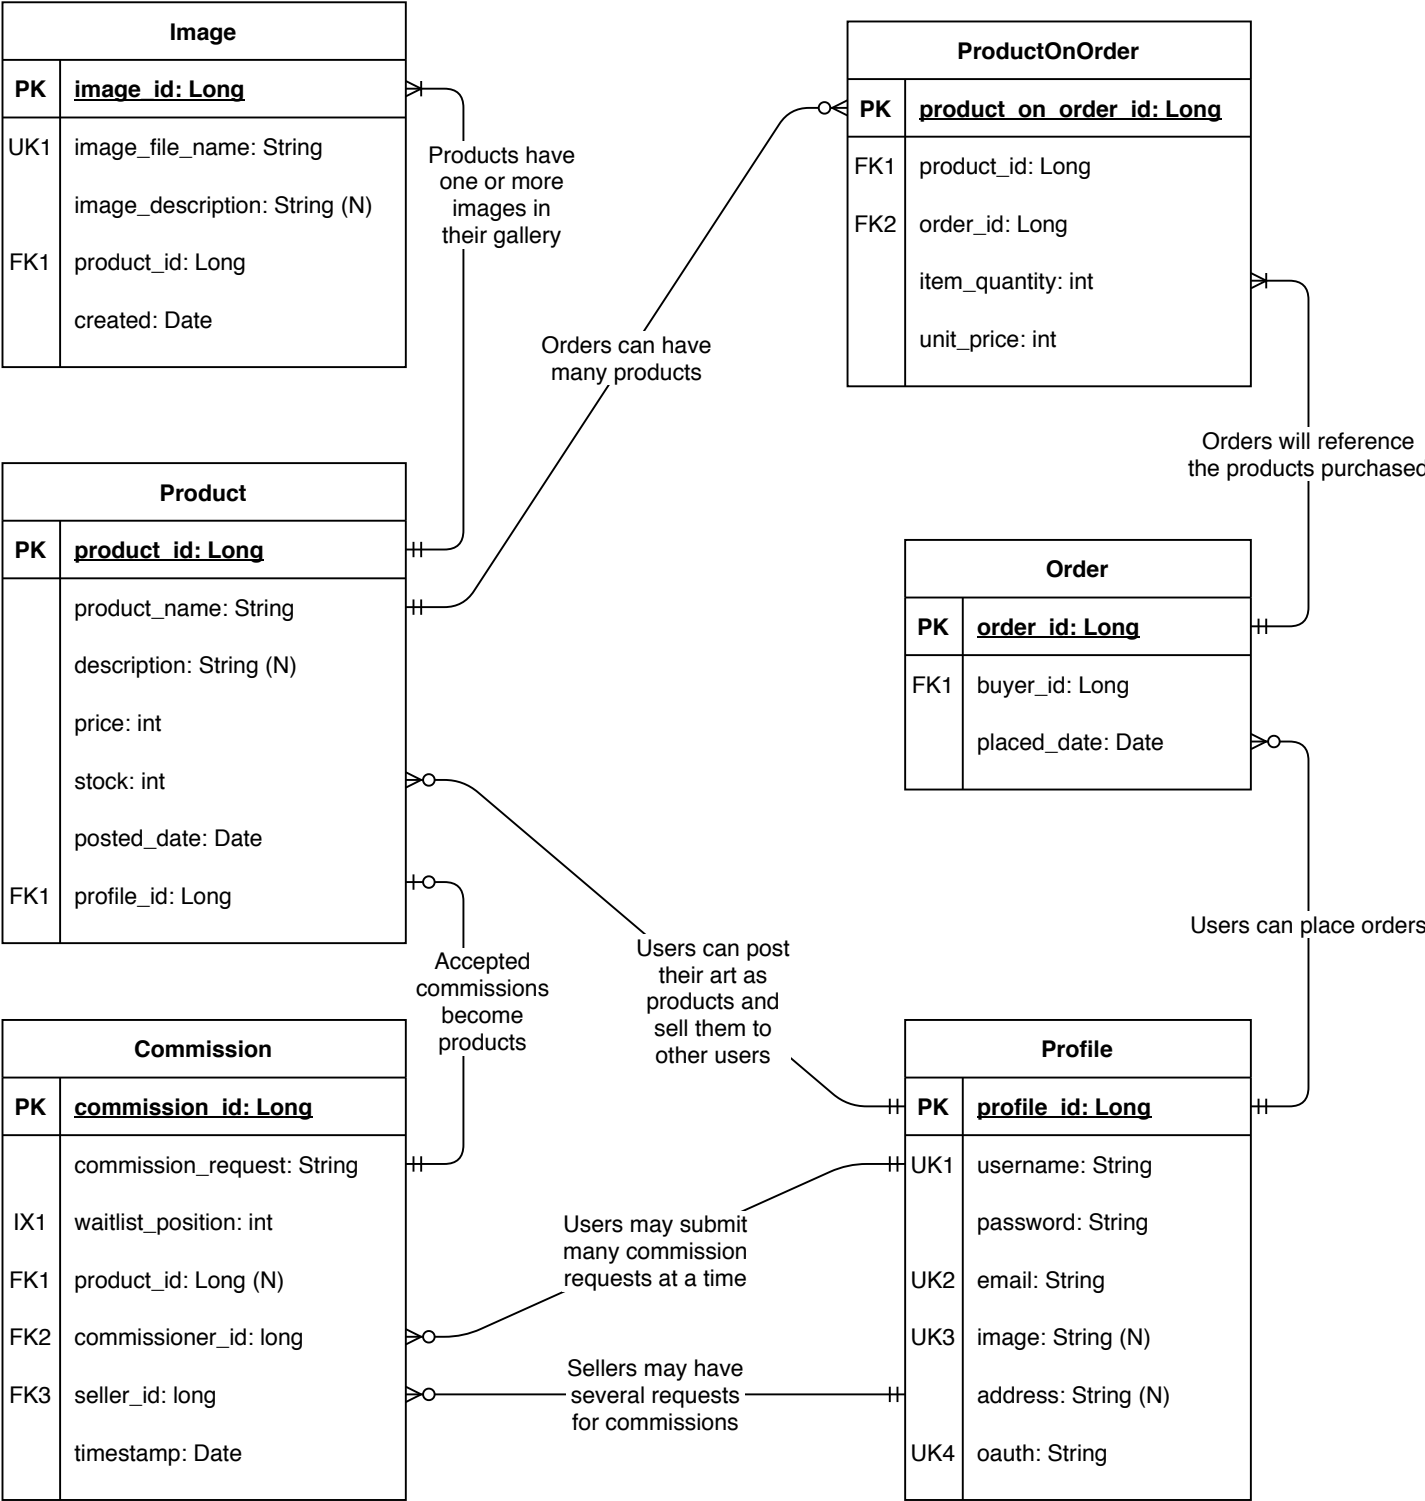 Image
PK image_id: Long
UK1 image_file_name: String
image_description: String (N)
FK1 product_id: Long
created: Date
Products have
one or more
images in
their gallery
ProductOnOrder
PK product_on_order_id: Long
FK1 product_id: Long
FK2 order_id: Long
item_quantity: int
unit_price: int
Orders can have
many products
Orders will reference
the products purchased
Product
PK product_id: Long
product_name: String
description: String (N)
price: int
stock: int
posted_date: Date
FK1 profile_id: Long
Order
PK order_id: Long
FK1 buyer_id: Long
placed_date: Date
Users can place orders
Accepted
commissions
become
products
Users can post
their art as
products and
sell them to
other users
Commission
PK commission_id: Long
commission_request: String
IX1 waitlist_position: int
FK1 product_id: Long (N)
FK2 commissioner_id: long
FK3 seller_id: long
timestamp: Date
Users may submit
many commission
requests at a time
Sellers may have
several requests
for commissions
Profile
PK profile_id: Long
UK1 username: String
password: String
UK2 email: String
UK3 image: String (N)
address: String (N)
UK4 oauth: String